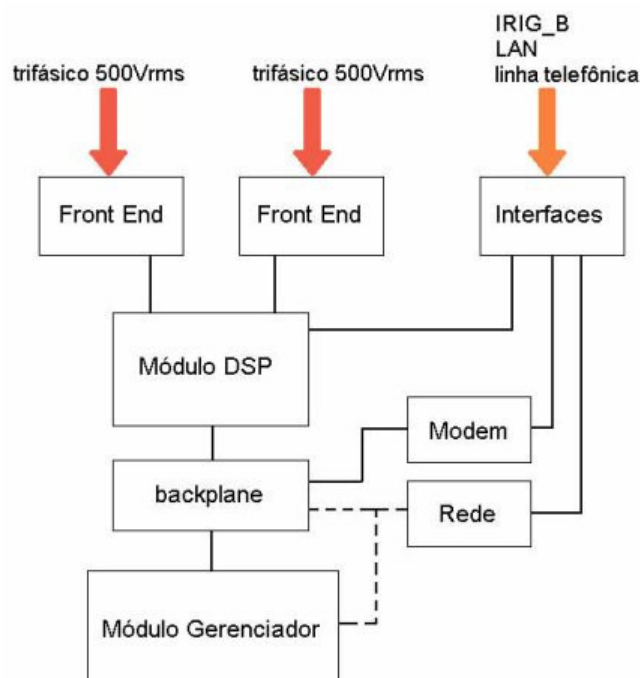 IRIG_B
LAN
linha telefônica
trifásico 500Vrms
trifásico 500Vrms
Front End
Front End
Interfaces
Módulo DSP
Modem
backplane
Rede
Módulo Gerenciador